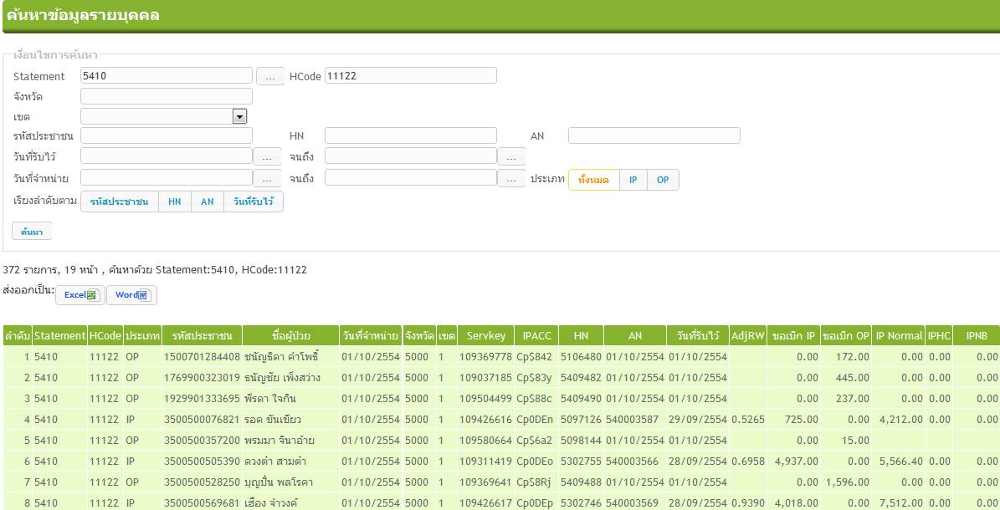 ค้นหาข้อมูลรายบุคคล
เงื่อนไขการค้นหา
Statement 5410 ... HCode 11122
จังหวัด
เขต
รหัสประชาชน HN AN
วันที่รับไว้ ... จนถึง ...
วันที่จำหน่าย ... จนถึง ... ประเภท ทั้งหมด IP OP
เรียงลำดับตาม รหัสประชาชน HN AN วันที่รับไว้
ค้นหา
372 รายการ, 19 หน้า , ค้นหาด้วย Statement:5410, HCode:11122
ส่งออกเป็น: Excel Word
ลำดับ Statement HCode ประเภท รหัสประชาชน ชื่อผู้ป่วย วันที่จำหน่าย จังหวัด เขต Servkey IPACC HN AN วันที่รับไว้ AdjRW ขอเบิก IP ขอเบิก OP IP Normal IPHC IPNB
1 5410 11122 OP 1500701284408 ชนัญธิดา คำโพธิ์ 01/10/2554 5000 1 109369778 Cp$842 5106480 01/10/2554 01/10/2554 0.00 172.00 0.00 0.00 0.00
2 5410 11122 OP 1769900323019 ธนัญชัย เพ็งสว่าง 01/10/2554 5000 1 109037185 Cp$83y 5409482 01/10/2554 01/10/2554 0.00 445.00 0.00 0.00 0.00
3 5410 11122 OP 1929901333695 พีรดา ใจกิน 01/10/2554 5000 1 109504499 Cp$88c 5409490 01/10/2554 01/10/2554 0.00 237.00 0.00 0.00 0.00
4 5410 11122 IP 3500500076821 รอด ขันเขียว 01/10/2554 5000 1 109426616 Cp0DEn 5097126 540003587 29/09/2554 0.5265 725.00 0.00 4,212.00 0.00 0.00
5 5410 11122 OP 3500500357200 พรมมา จินาอ้าย 01/10/2554 5000 1 109580664 Cp$6a2 5098144 01/10/2554 01/10/2554 0.00 15.00
6 5410 11122 IP 3500500505390 ดวงดำ สามดำ 01/10/2554 5000 1 109311419 Cp0DEo 5302755 540003566 28/09/2554 0.6958 4,937.00 0.00 5,566.40 0.00 0.00
7 5410 11122 OP 3500500528250 บุญปั่น พลโรคา 01/10/2554 5000 1 109369641 Cp$8Rj 5409488 01/10/2554 01/10/2554 0.00 1,596.00 0.00 0.00 0.00
8 5410 11122 IP 3500500569681 เฮือง จำวงค์ 01/10/2554 5000 1 109426617 Cp0DEp 5302746 540003569 28/09/2554 0.9390 4,018.00 0.00 7,512.00 0.00 0.00